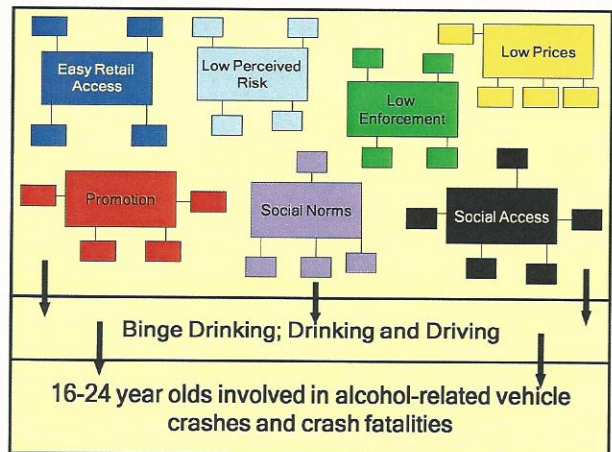 Easy Retail
Access
Low Perceived
Risk
Low
Enforcement
Low Prices
Promotion
Social Norms
Social Access
Binge Drinking; Drinking and Driving
16-24 year olds involved in alcohol-related vehicle
crashes and crash fatalities